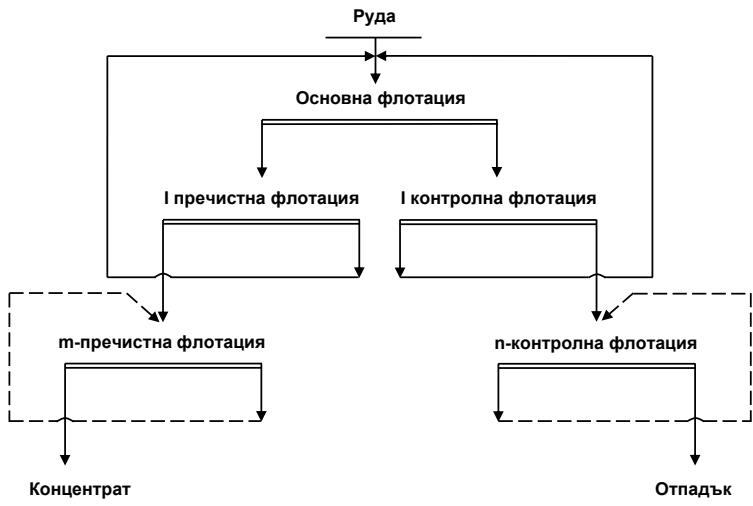 Руда
Основна флотация
I пречистна флотация
I контролна флотация
m-пречистна флотация
n-контролна флотация
Концентрат
Отпадък